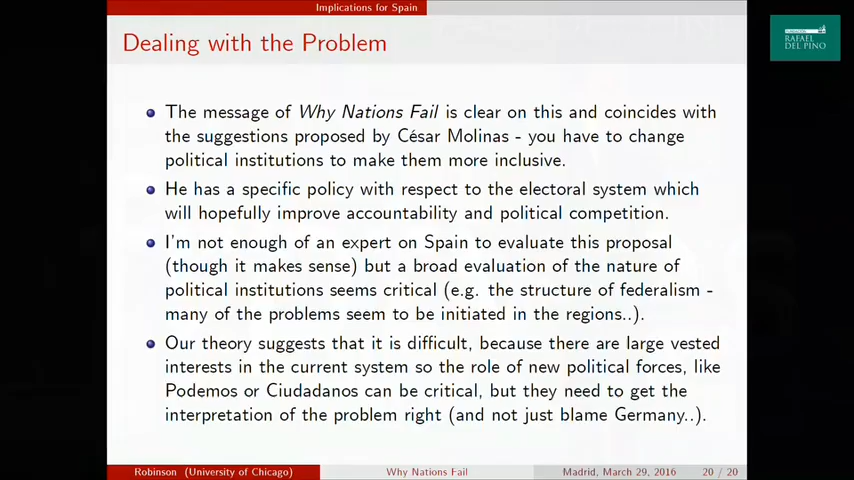 Implications for Spain
Dealing with the Problem
FUNDACIÓN
RAFAEL
DEL PINO
The message of Why Nations Fail is clear on this and coincides with
the suggestions proposed by César Molinas - you have to change
political institutions to make them more inclusive.
He has a specific policy with respect to the electoral system which
will hopefully improve accountability and political competition.
I'm not enough of an expert on Spain to evaluate this proposal
(though it makes sense) but a broad evaluation of the nature of
political institutions seems critical (e.g. the structure of federalism -
many of the problems seem to be initiated in the regions..).
Our theory suggests that it is difficult, because there are large vested
interests in the current system so the role of new political forces, like
Podemos or Ciudadanos can be critical, but they need to get the
interpretation of the problem right (and not just blame Germany..).
Robinson (University of Chicago)
Why Nations Fail
Madrid, March 29, 2016
20 / 20